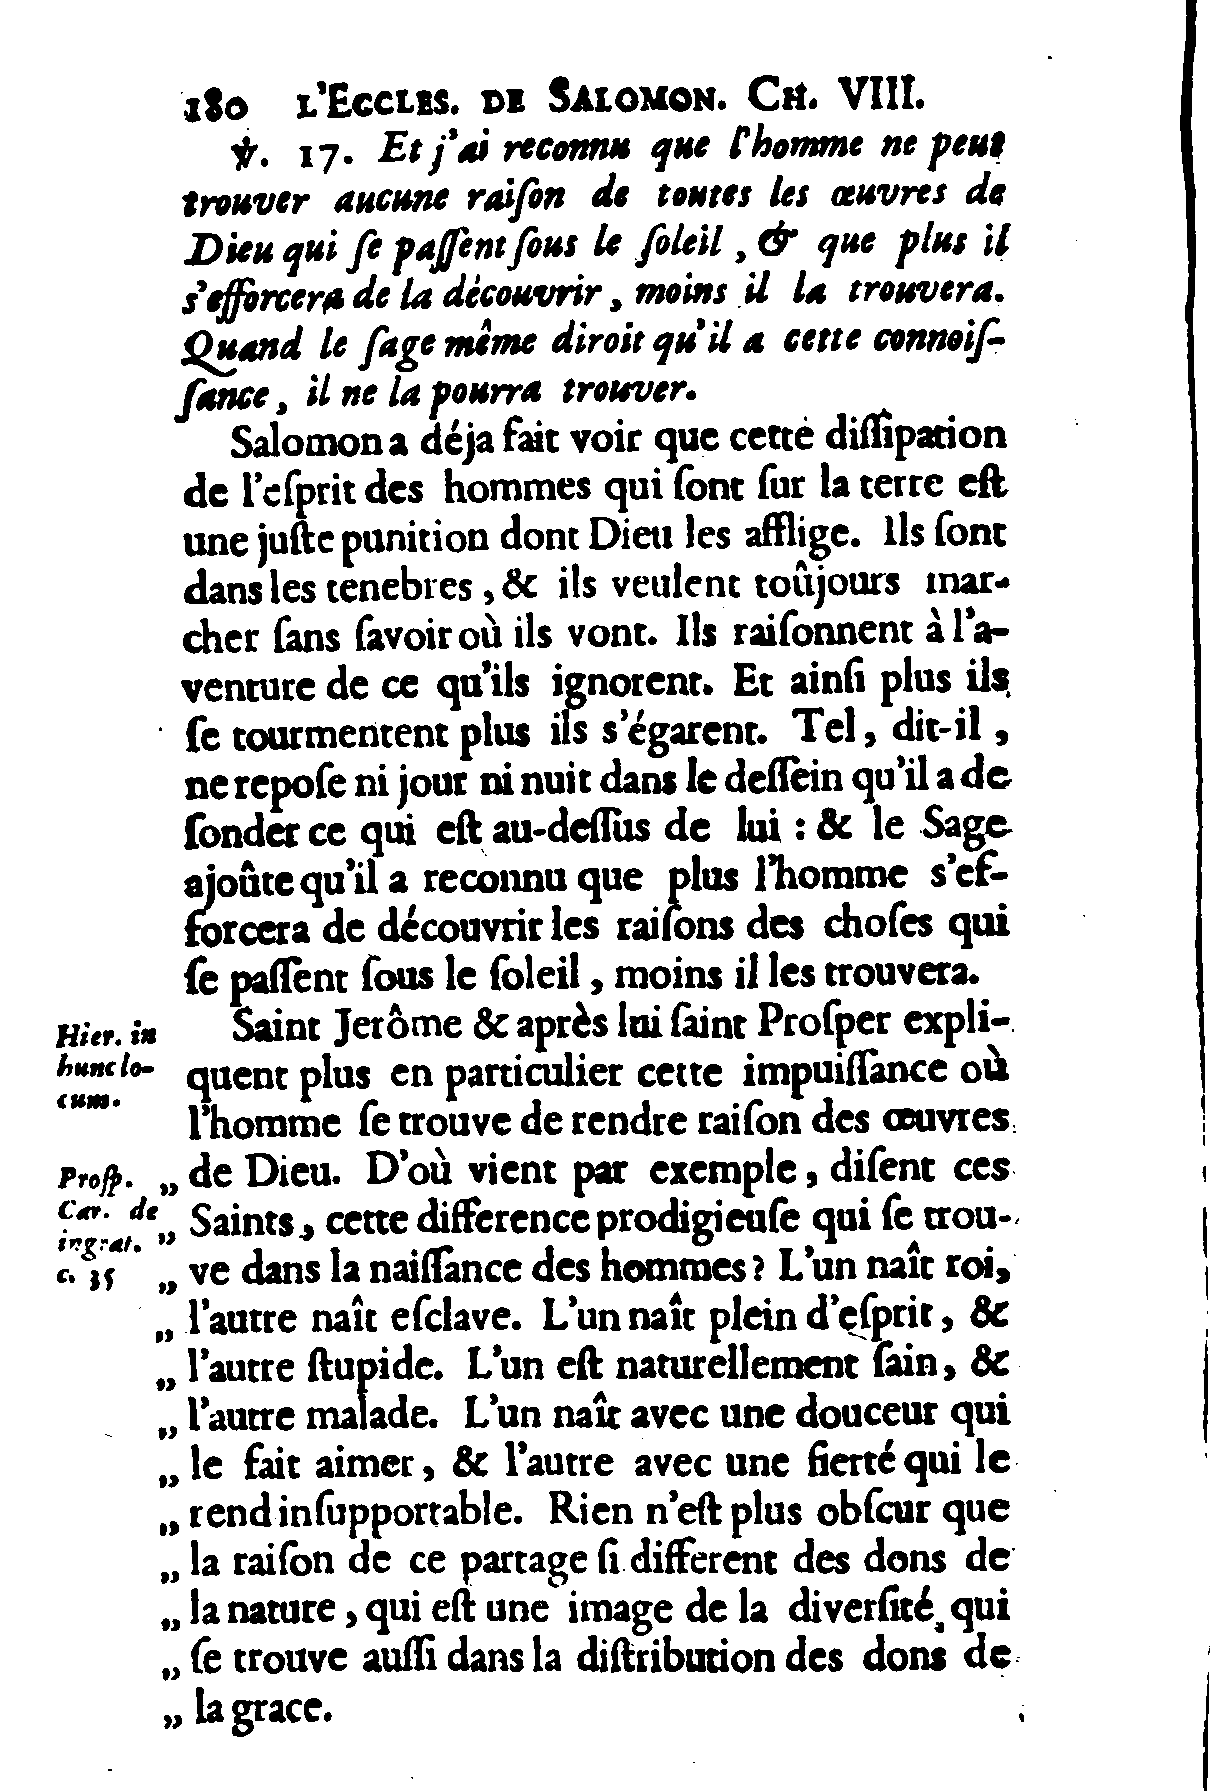 180 L'ECCLES. DE SALOMON. CH. VIII.
℣. 17. Et j'ai reconnu que l'homme ne peut
trouver aucune raiſon de toutes les œuvres de
Dieu qui ſe paſſent ſous le ſoleil, & que plus il
s'efforcera de la découvrir, moins il la trouvera.
Quand le ſage même diroit qu'il a cette connoiſ-
ſance, il ne la pourra trouver.
Salomon a déja fait voir que cette diſſipation
de l'eſprit des hommes qui ſont ſur la terre eſt
une juſte punition dont Dieu les afflige. Ils ſont
dans les tenebres, & ils veulent toûjours mar-
cher ſans ſavoir où ils vont. Ils raiſonnent à l'a-
venture de ce qu'ils ignorent. Et ainſi plus ils
ſe tourmentent plus ils s'égarent. Tel, dit-il,
ne repoſe ni jour ni nuit dans le deſſein qu'il a de
ſonder ce qui eſt au-deſſus de lui : & le Sage
ajoûte qu'il a reconnu que plus l'homme s'ef-
forcera de découvrir les raiſons des choſes qui
ſe paſſent ſous le ſoleil, moins il les trouvera.
Hier. in
hunc lo-
cum.
Saint Jerôme & après lui ſaint Proſper expli-
quent plus en particulier cette impuiſſance où
l'homme ſe trouve de rendre raiſon des œuvres
Proſp.
Car. de
ingrat.
c. 35
„ de Dieu. D'où vient par exemple, diſent ces
„ Saints, cette difference prodigieuſe qui ſe trou-
„ ve dans la naiſſance des hommes? L'un naît roi,
„ l'autre naît eſclave. L'un naît plein d'eſprit, &
„ l'autre ſtupide. L'un eſt naturellement ſain, &
„ l'autre malade. L'un naît avec une douceur qui
„ le fait aimer, & l'autre avec une fierté qui le
„ rend inſupportable. Rien n'eſt plus obſcur que
„ la raiſon de ce partage ſi different des dons de
„ la nature, qui eſt une image de la diverſité qui
„ ſe trouve auſſi dans la diſtribution des dons de
„ la grace.